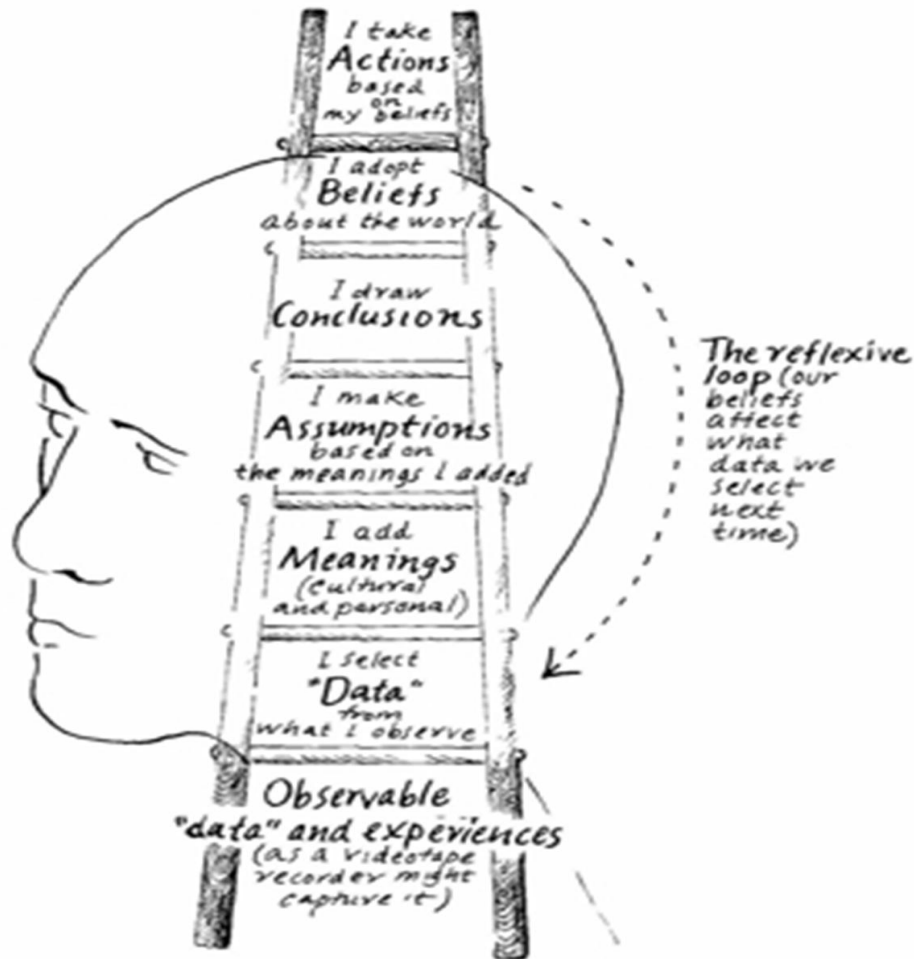 I take
Actions
based
on
my beliefs
I adopt
Beliefs
about the world
I draw
Conclusions
I make
Assumptions
based on
the meanings I added
I add
Meanings
(cultural
and personal)
I select
"Data"
from
what I observe
Observable
"data" and experiences
(as a videotape
recorder might
capture it)
The reflexive
loop (our
beliefs
affect
what
data we
select
next
time)